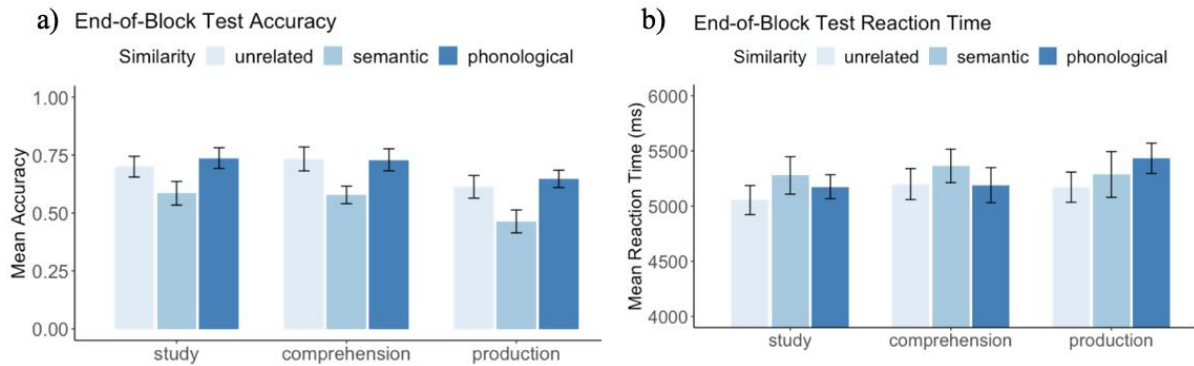 a) End-of-Block Test Accuracy
Similarity unrelated semantic phonological
Mean Accuracy
1.00
0.75
0.50
0.25
0.00
study comprehension production
b) End-of-Block Test Reaction Time
Similarity unrelated semantic phonological
Mean Reaction Time (ms)
6000
5500
5000
4500
4000
study comprehension production